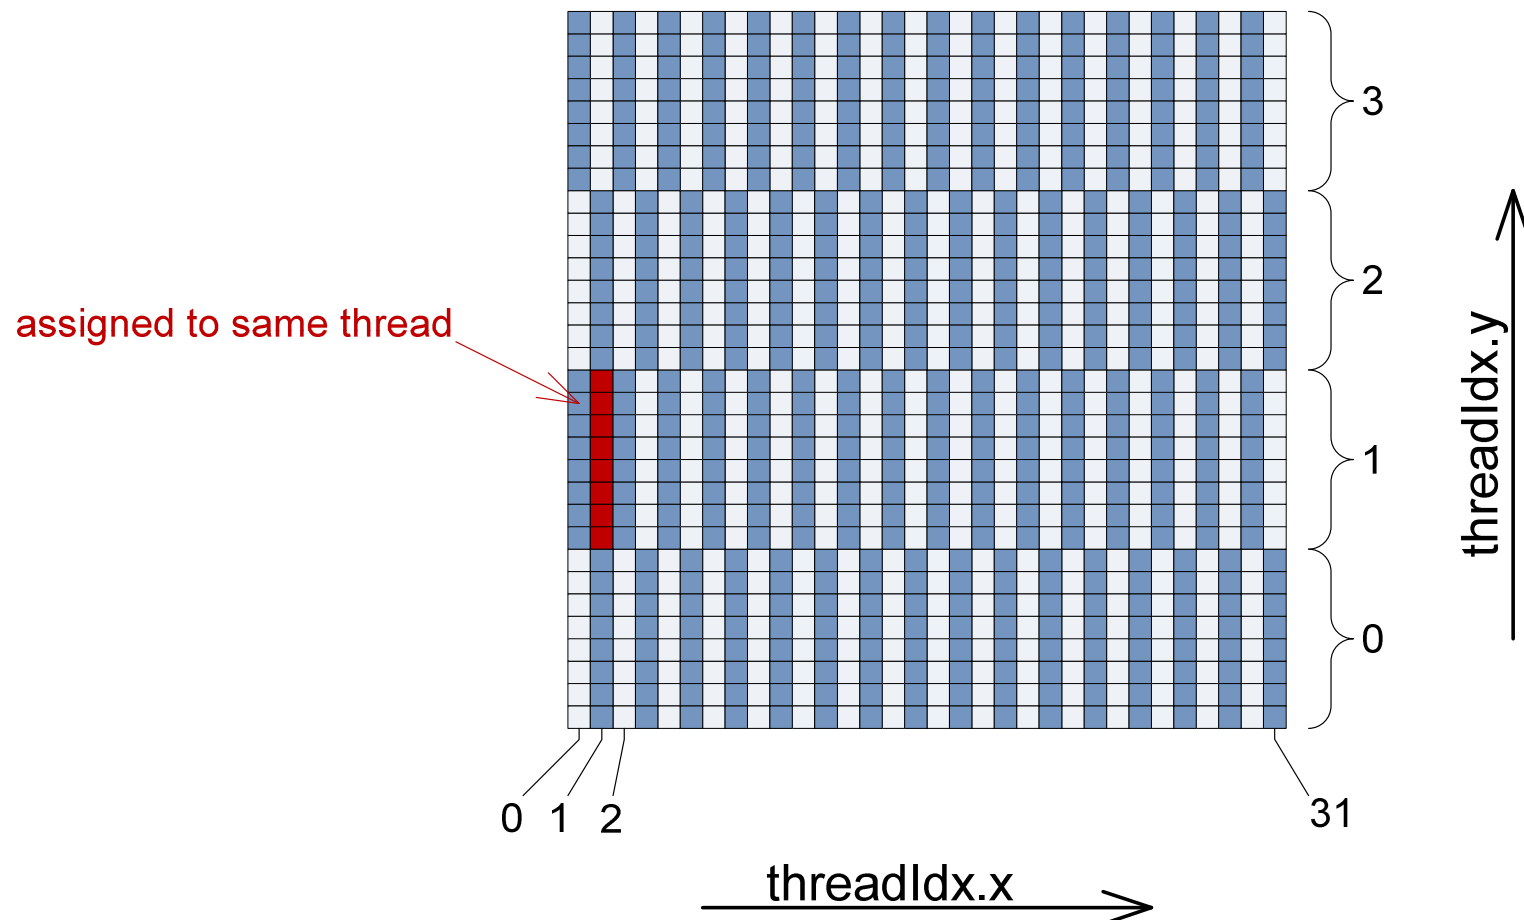 3
2
assigned to same thread
threadIdx.y
1
0
0 1 2
31
threadIdx.x